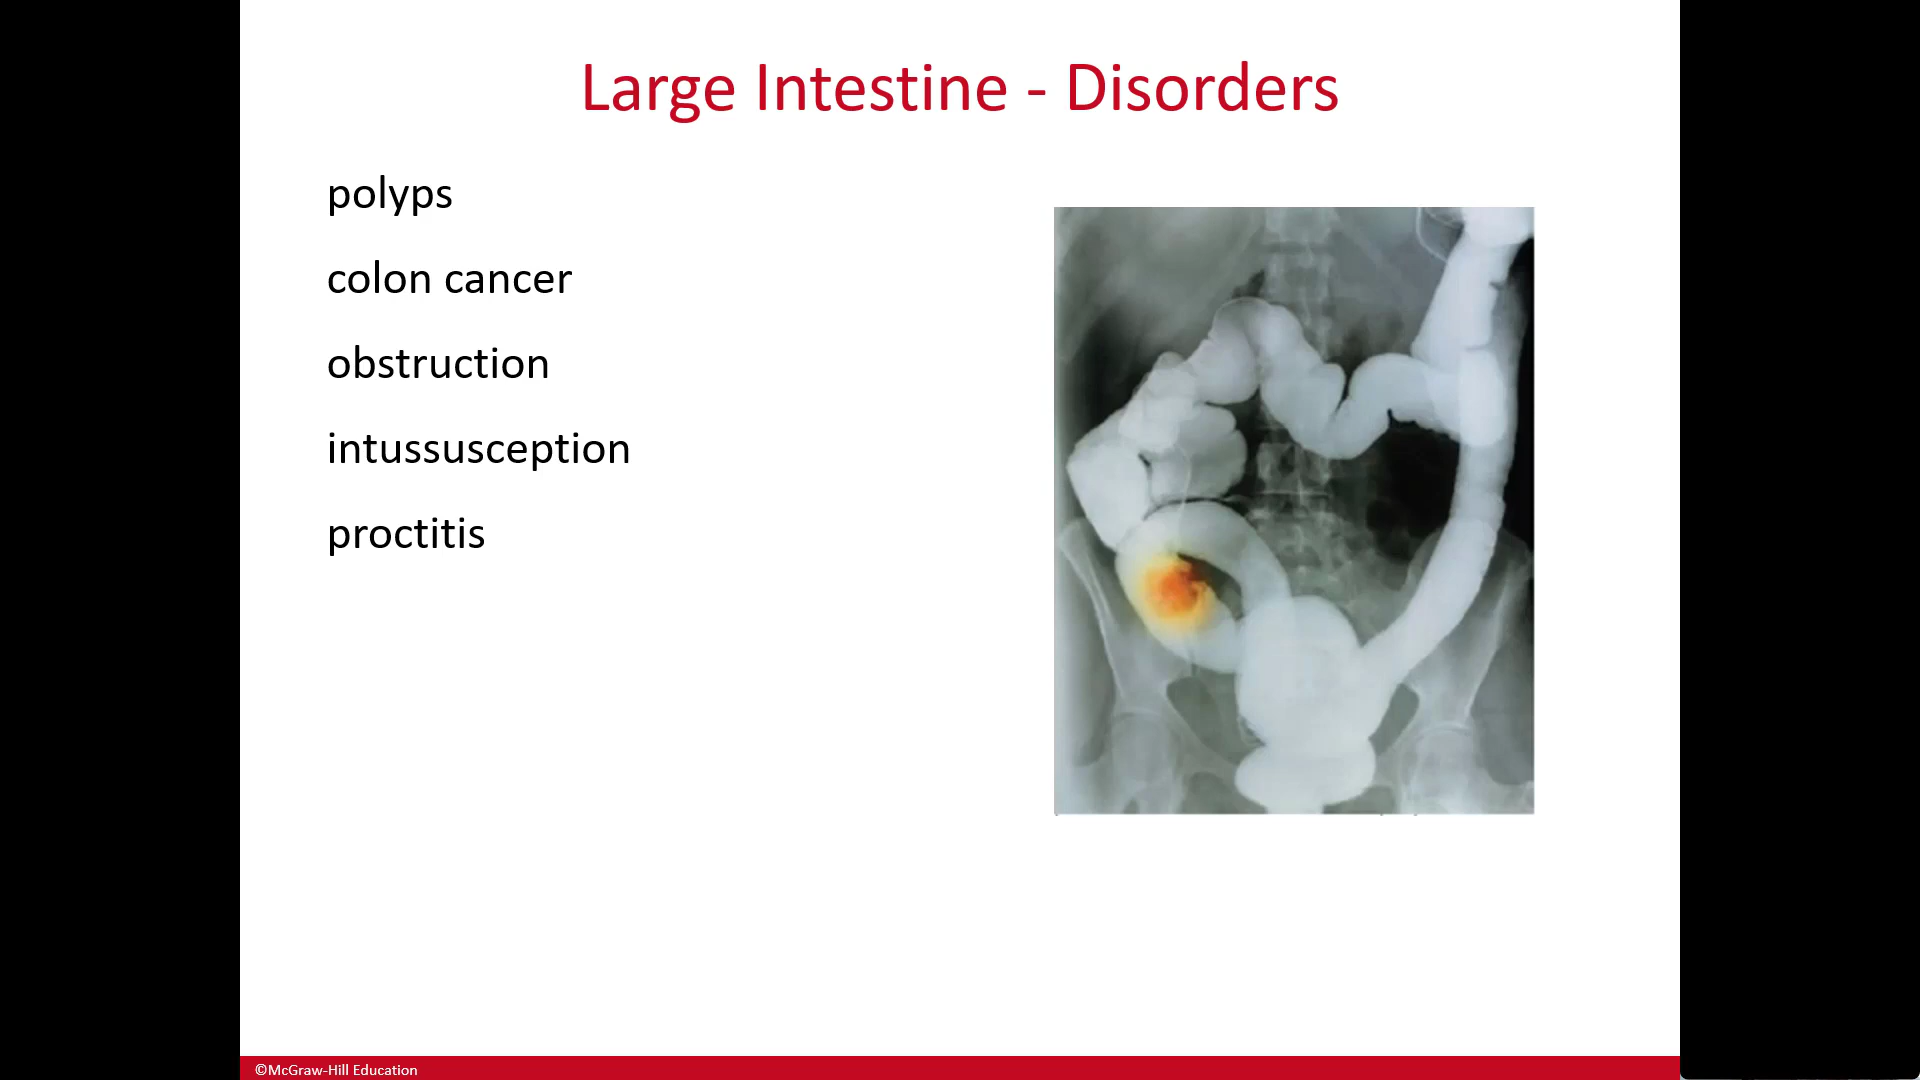 Large Intestine - Disorders
polyps
colon cancer
obstruction
intussusception
proctitis
©McGraw-Hill Education